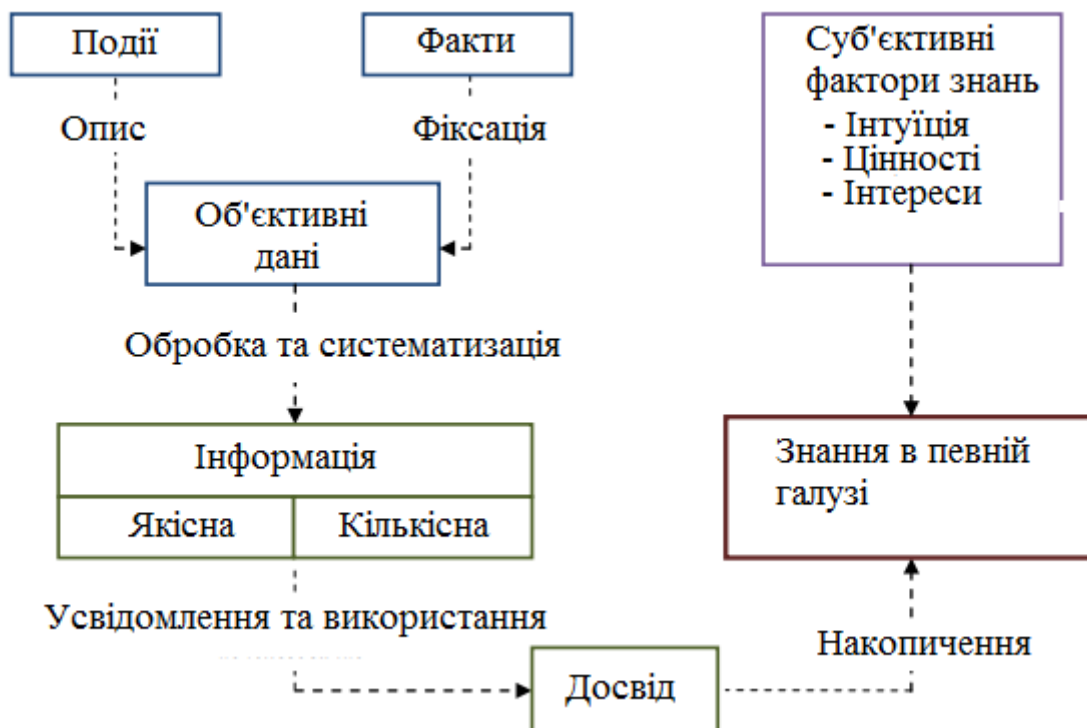 Події
Факти
Опис
Фіксація
Об'єктивні
дані
Обробка та систематизація
Інформація
Якісна
Кількісна
Усвідомлення та використання
Досвід
Накопичення
Суб'єктивні
фактори знань
- Інтуїція
- Цінності
- Інтереси
Знання в певній
галузі